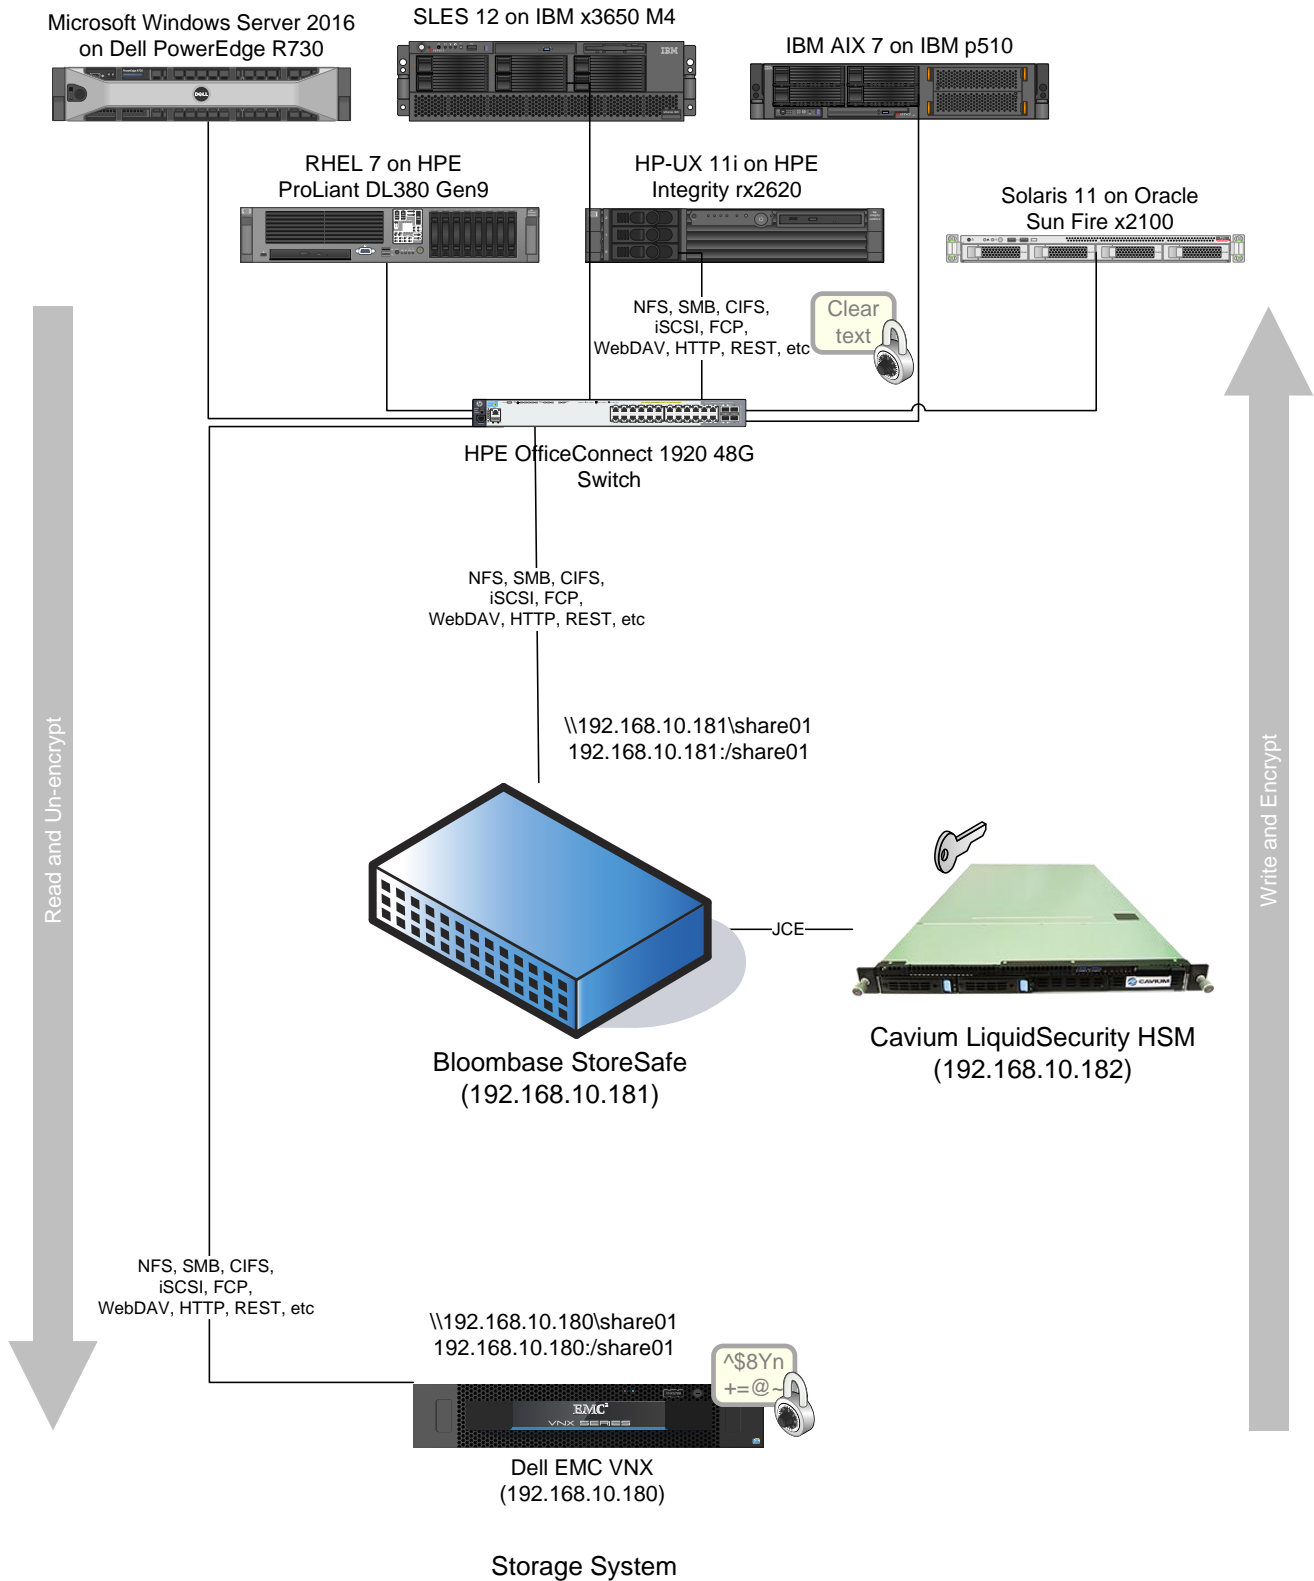 Microsoft Windows Server 2016
on Dell PowerEdge R730
SLES 12 on IBM x3650 M4
IBM AIX 7 on IBM p510
IBM
DELL
RHEL 7 on HPE
ProLiant DL380 Gen9
HP-UX 11i on HPE
Integrity rx2620
Solaris 11 on Oracle
Sun Fire x2100
NFS, SMB, CIFS,
iSCSI, FCP,
WebDAV, HTTP, REST, etc
Clear
text
HPE OfficeConnect 1920 48G
Switch
NFS, SMB, CIFS,
iSCSI, FCP,
WebDAV, HTTP, REST, etc
Read and Un-encrypt
Write and Encrypt
\\192.168.10.181\share01
192.168.10.181:/share01
JCE
CAVIUM
Bloombase StoreSafe
(192.168.10.181)
Cavium LiquidSecurity HSM
(192.168.10.182)
NFS, SMB, CIFS,
iSCSI, FCP,
WebDAV, HTTP, REST, etc
\\192.168.10.180\share01
192.168.10.180:/share01
^$8Yn
+=@~
EMC²
VNX SERIES
Dell EMC VNX
(192.168.10.180)
Storage System